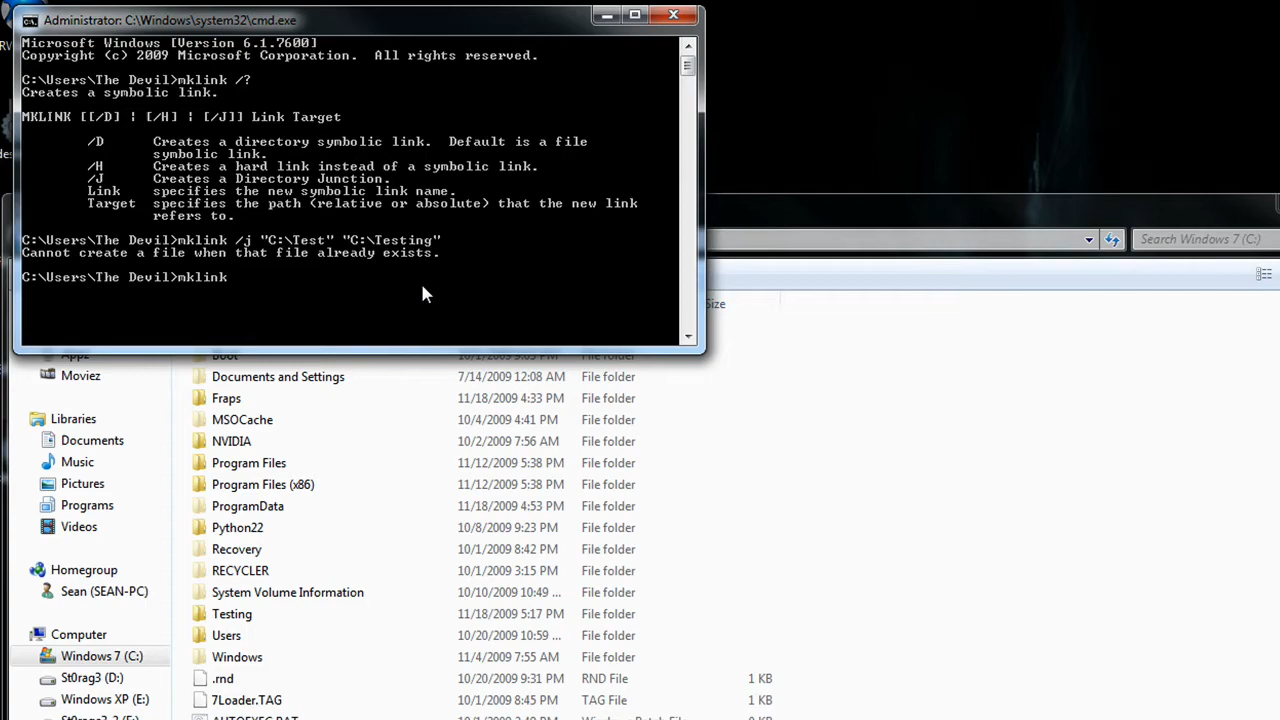 Administrator: C:\Windows\system32\cmd.exe
Microsoft Windows [Version 6.1.7600]
Copyright (c) 2009 Microsoft Corporation.  All rights reserved.
C:\Users\The Devil>mklink /?
Creates a symbolic link.
MKLINK [[/D] ¦ [/H] ¦ [/J]] Link Target
/D      Creates a directory symbolic link.  Default is a file
symbolic link.
/H      Creates a hard link instead of a symbolic link.
/J      Creates a Directory Junction.
Link    specifies the new symbolic link name.
Target  specifies the path (relative or absolute) that the new link
refers to.
C:\Users\The Devil>mklink /j "C:\Test" "C:\Testing"
Cannot create a file when that file already exists.
C:\Users\The Devil>mklink
Search Windows 7 (C:)
Size
Appz
Boot 10/1/2009 9:03 PM File folder
Moviez
Documents and Settings 7/14/2009 12:08 AM File folder
Fraps 11/18/2009 4:33 PM File folder
Libraries
MSOCache 10/4/2009 4:41 PM File folder
Documents
NVIDIA 10/2/2009 7:56 AM File folder
Music
Program Files 11/12/2009 5:38 PM File folder
Pictures
Program Files (x86) 11/12/2009 5:38 PM File folder
Programs
ProgramData 11/18/2009 4:53 PM File folder
Videos
Python22 10/8/2009 9:23 PM File folder
Recovery 10/1/2009 8:42 PM File folder
Homegroup
RECYCLER 10/1/2009 3:15 PM File folder
Sean (SEAN-PC)
System Volume Information 10/10/2009 10:49 ... File folder
Testing 11/18/2009 5:17 PM File folder
Computer
Users 10/20/2009 10:59 ... File folder
Windows 7 (C:)
Windows 11/4/2009 7:55 AM File folder
St0rag3 (D:)
.rnd 10/20/2009 9:31 PM RND File 1 KB
Windows XP (E:)
7Loader.TAG 10/1/2009 8:45 PM TAG File 1 KB